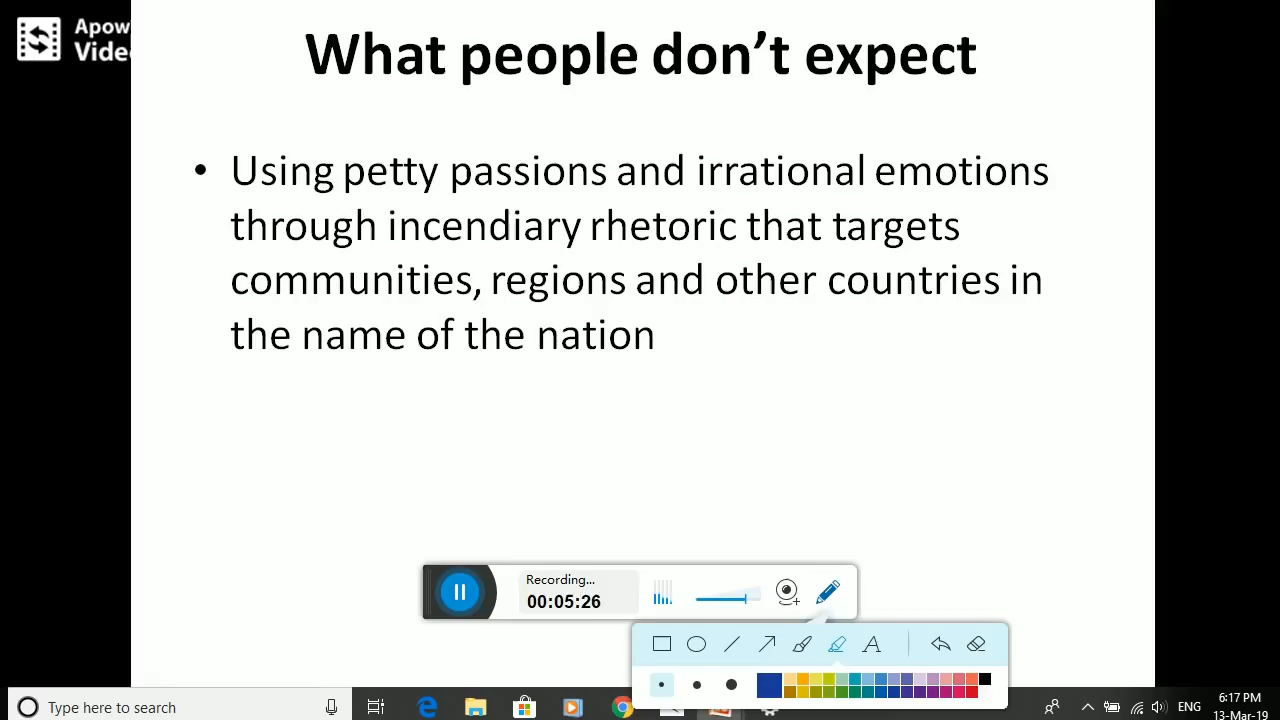 Apow
Video
What people don’t expect
• Using petty passions and irrational emotions
through incendiary rhetoric that targets
communities, regions and other countries in
the name of the nation
Recording...
00:05:26
A
Type here to search
ENG
6:17 PM
13-Mar-19